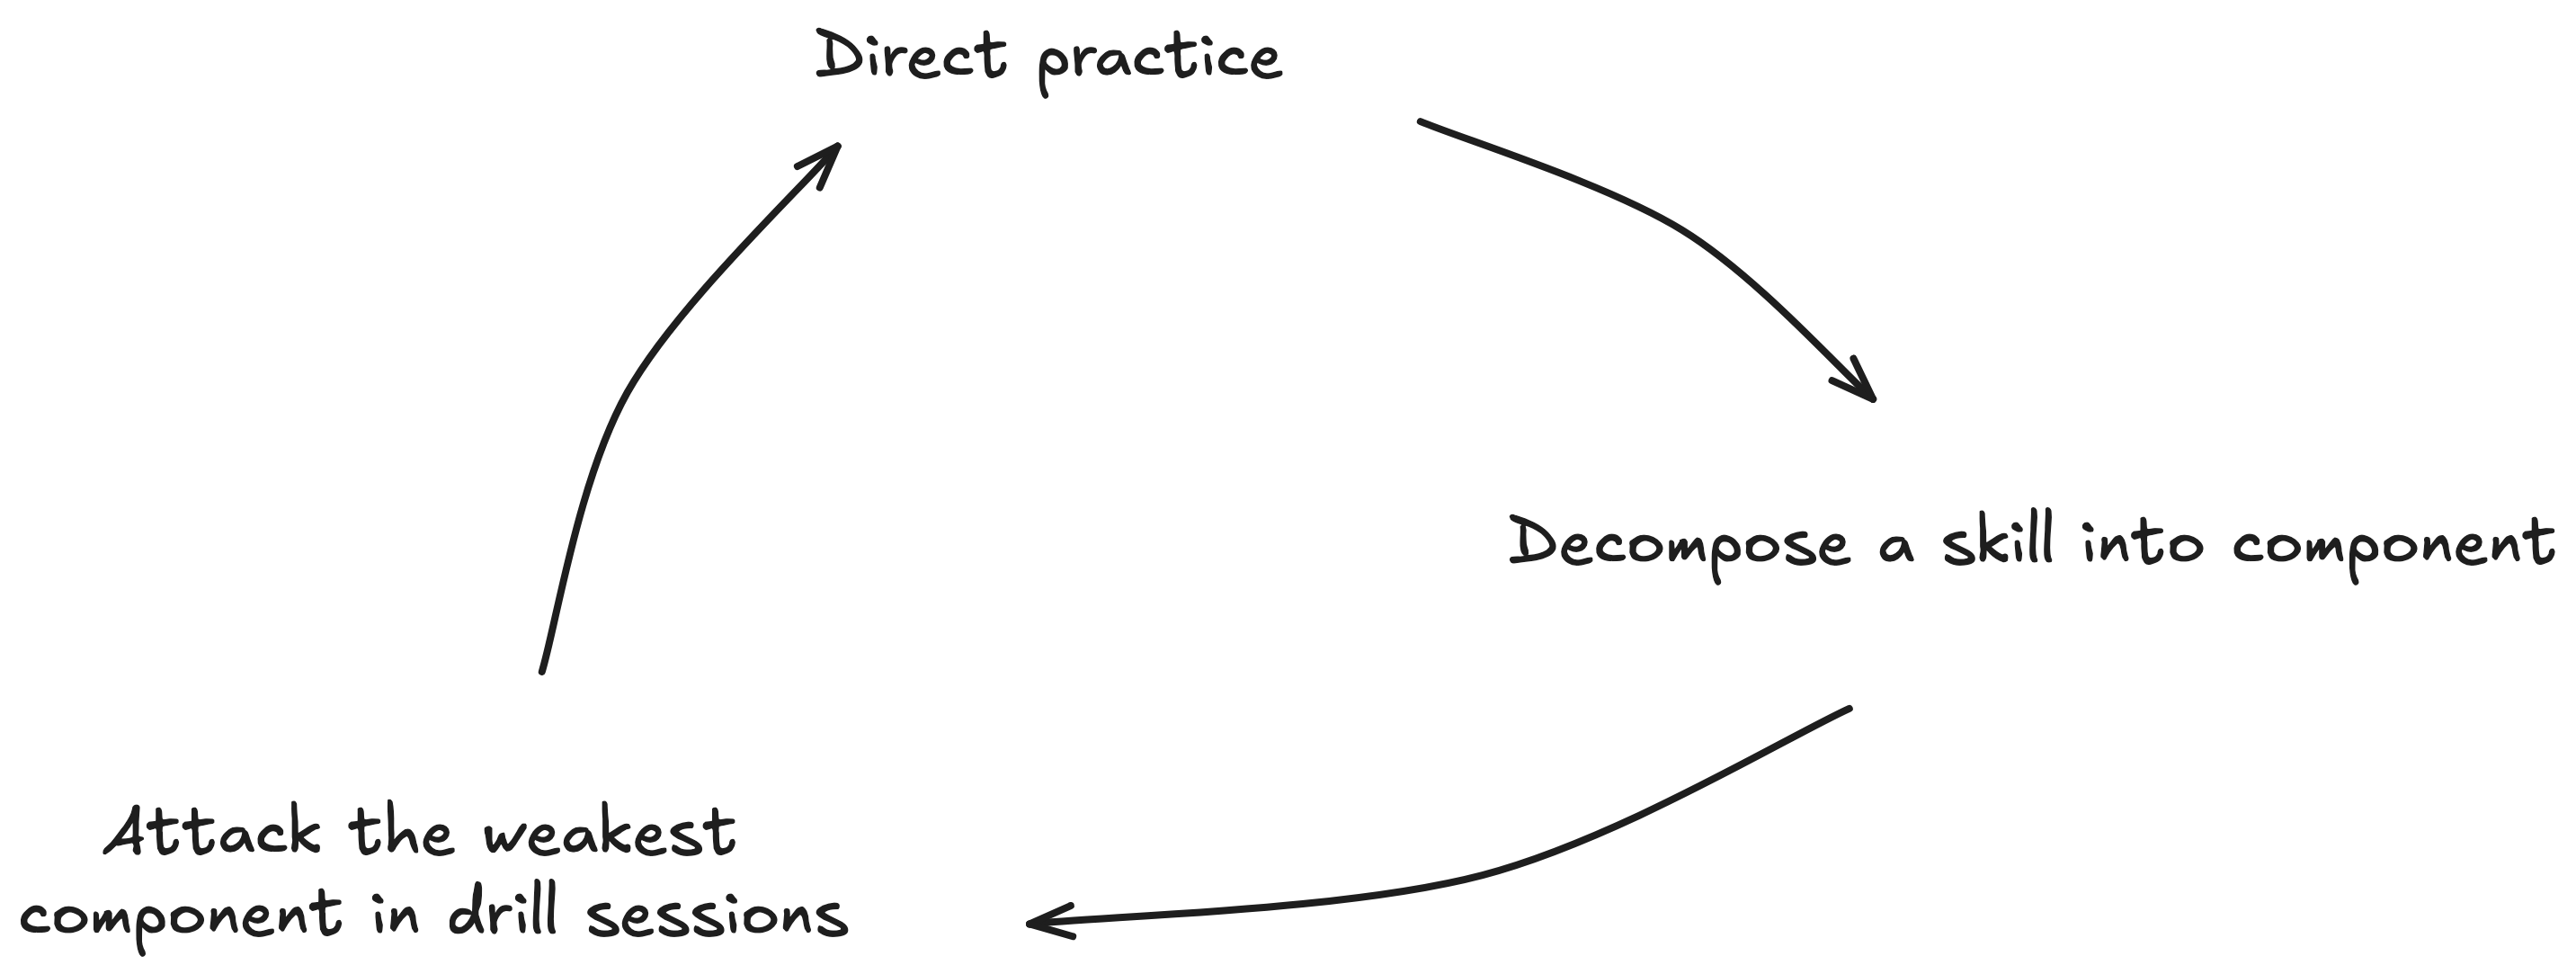 Direct practice
Decompose a skill into component
Attack the weakest
component in drill sessions